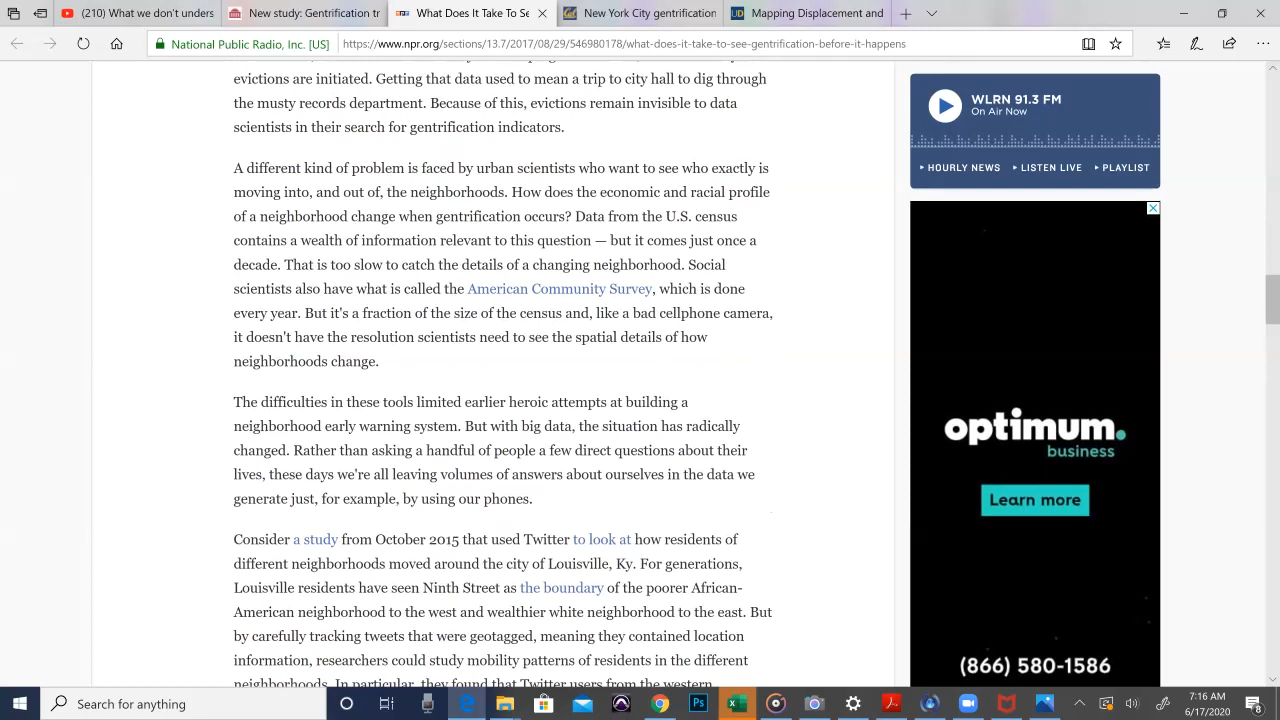 (210) How Displacement
What Does It Take To Se
New York City Gentrification
Mapping Displacement and
National Public Radio, Inc. [US]
https://www.npr.org/sections/13.7/2017/08/29/546980178/what-does-it-take-to-see-gentrification-before-it-happens
evictions are initiated. Getting that data used to mean a trip to city hall to dig through
the musty records department. Because of this, evictions remain invisible to data
scientists in their search for gentrification indicators.
A different kind of problem is faced by urban scientists who want to see who exactly is
moving into, and out of, the neighborhoods. How does the economic and racial profile
of a neighborhood change when gentrification occurs? Data from the U.S. census
contains a wealth of information relevant to this question — but it comes just once a
decade. That is too slow to catch the details of a changing neighborhood. Social
scientists also have what is called the American Community Survey, which is done
every year. But it's a fraction of the size of the census and, like a bad cellphone camera,
it doesn't have the resolution scientists need to see the spatial details of how
neighborhoods change.
The difficulties in these tools limited earlier heroic attempts at building a
neighborhood early warning system. But with big data, the situation has radically
changed. Rather than asking a handful of people a few direct questions about their
lives, these days we're all leaving volumes of answers about ourselves in the data we
generate just, for example, by using our phones.
Consider a study from October 2015 that used Twitter to look at how residents of
different neighborhoods moved around the city of Louisville, Ky. For generations,
Louisville residents have seen Ninth Street as the boundary of the poorer African-
American neighborhood to the west and wealthier white neighborhood to the east. But
by carefully tracking tweets that were geotagged, meaning they contained location
information, researchers could study mobility patterns of residents in the different
neighborhoods. In particular, they found that Twitter users from the western
WLRN 91.3 FM
On Air Now
HOURLY NEWS
LISTEN LIVE
PLAYLIST
optimum.
business
Learn more
(866) 580-1586
Search for anything
7:16 AM
6/17/2020